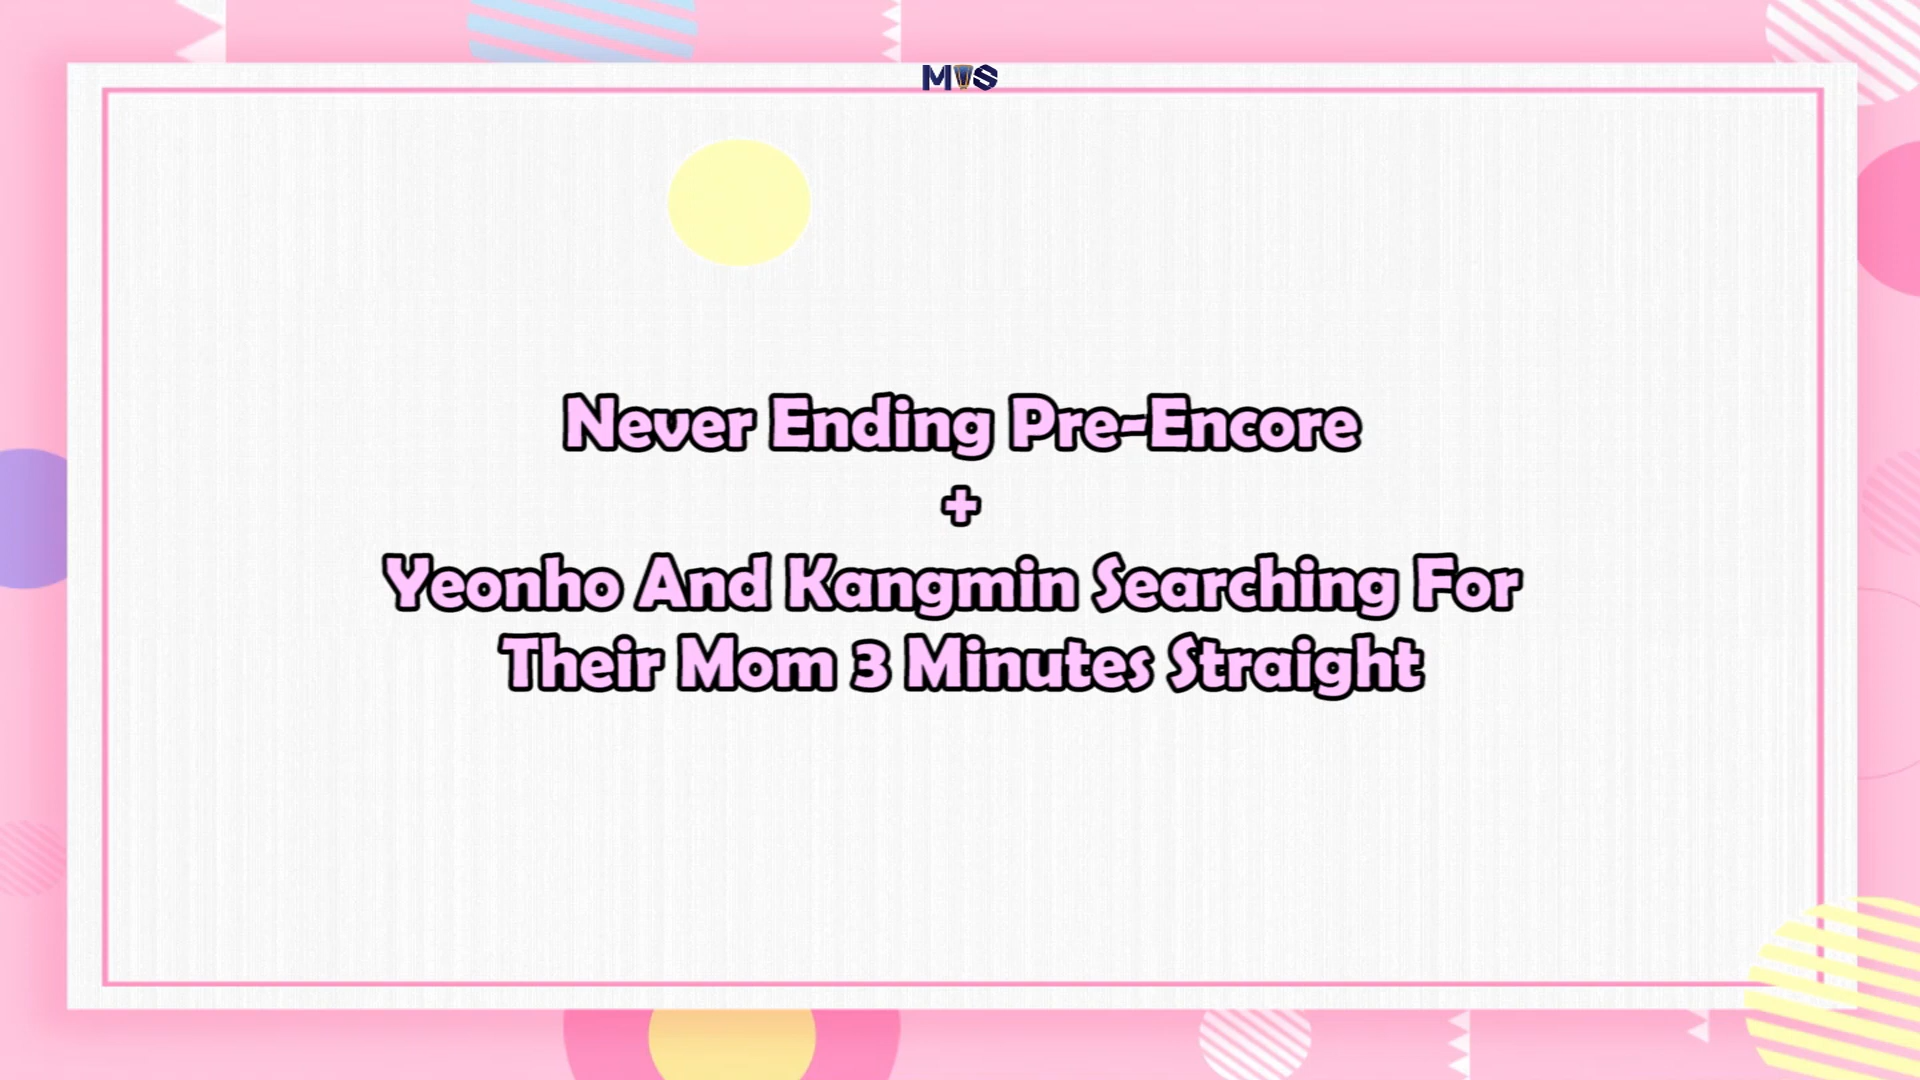 MVS
Never Ending Pre-Encore
+
Yeonho And Kangmin Searching For
Their Mom 3 Minutes Straight